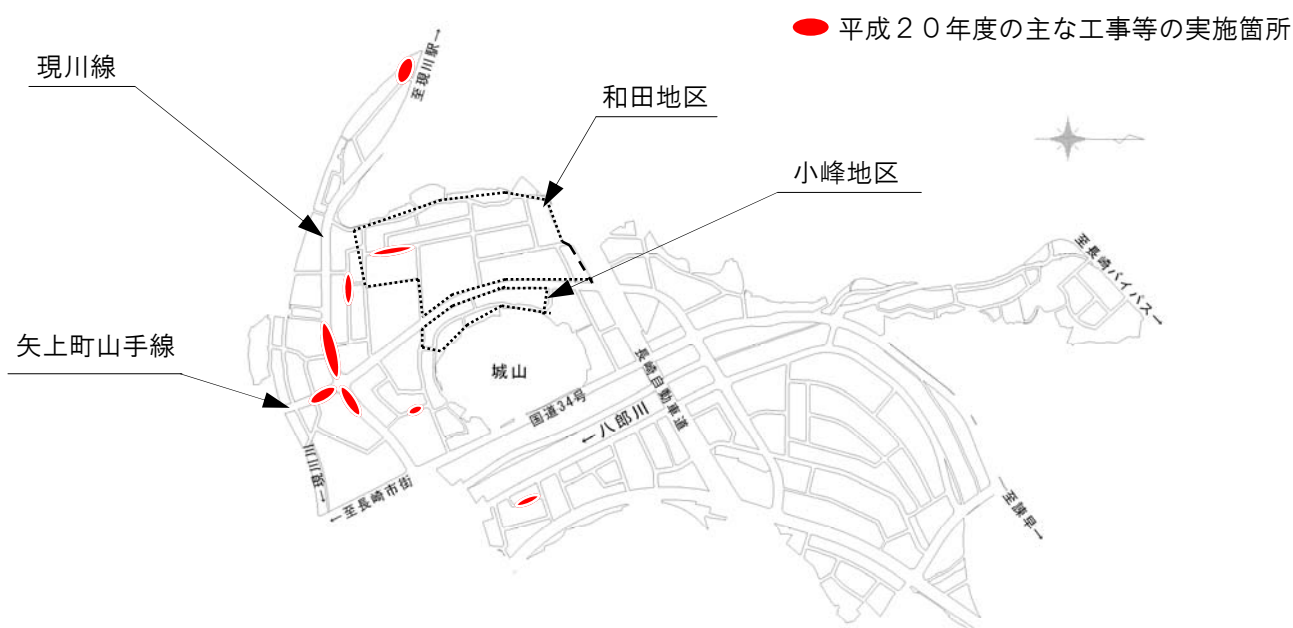 平成２０年度の主な工事等の実施箇所
至現川駅→
現川線
和田地区
小峰地区
至長崎バイパス→
矢上町山手線
城山
長崎自動車道
国道34号
←八郎川
←至長崎市街
至諫早→